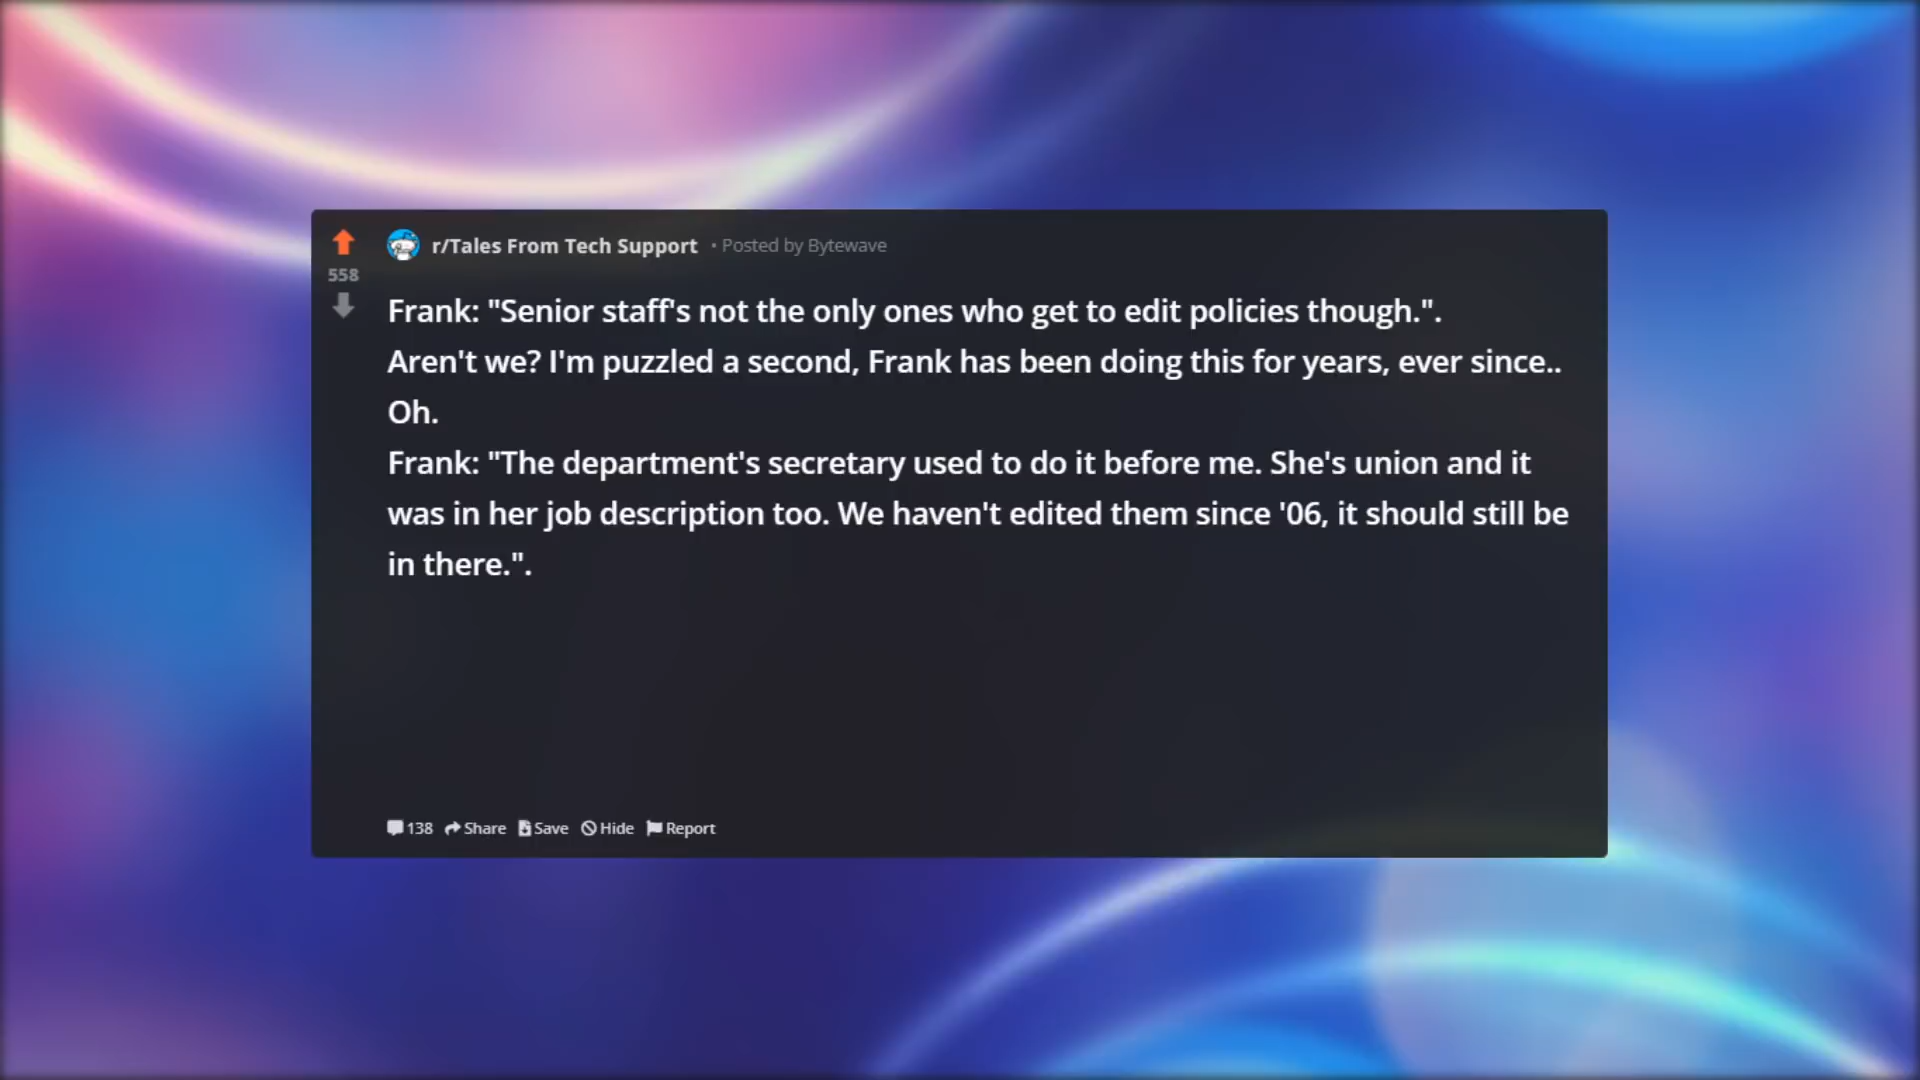 r/Tales From Tech Support • Posted by Bytewave
558
Frank: "Senior staff's not the only ones who get to edit policies though.".
Aren't we? I'm puzzled a second, Frank has been doing this for years, ever since..
Oh.
Frank: "The department's secretary used to do it before me. She's union and it
was in her job description too. We haven't edited them since '06, it should still be
in there.".
138 Share Save Hide Report